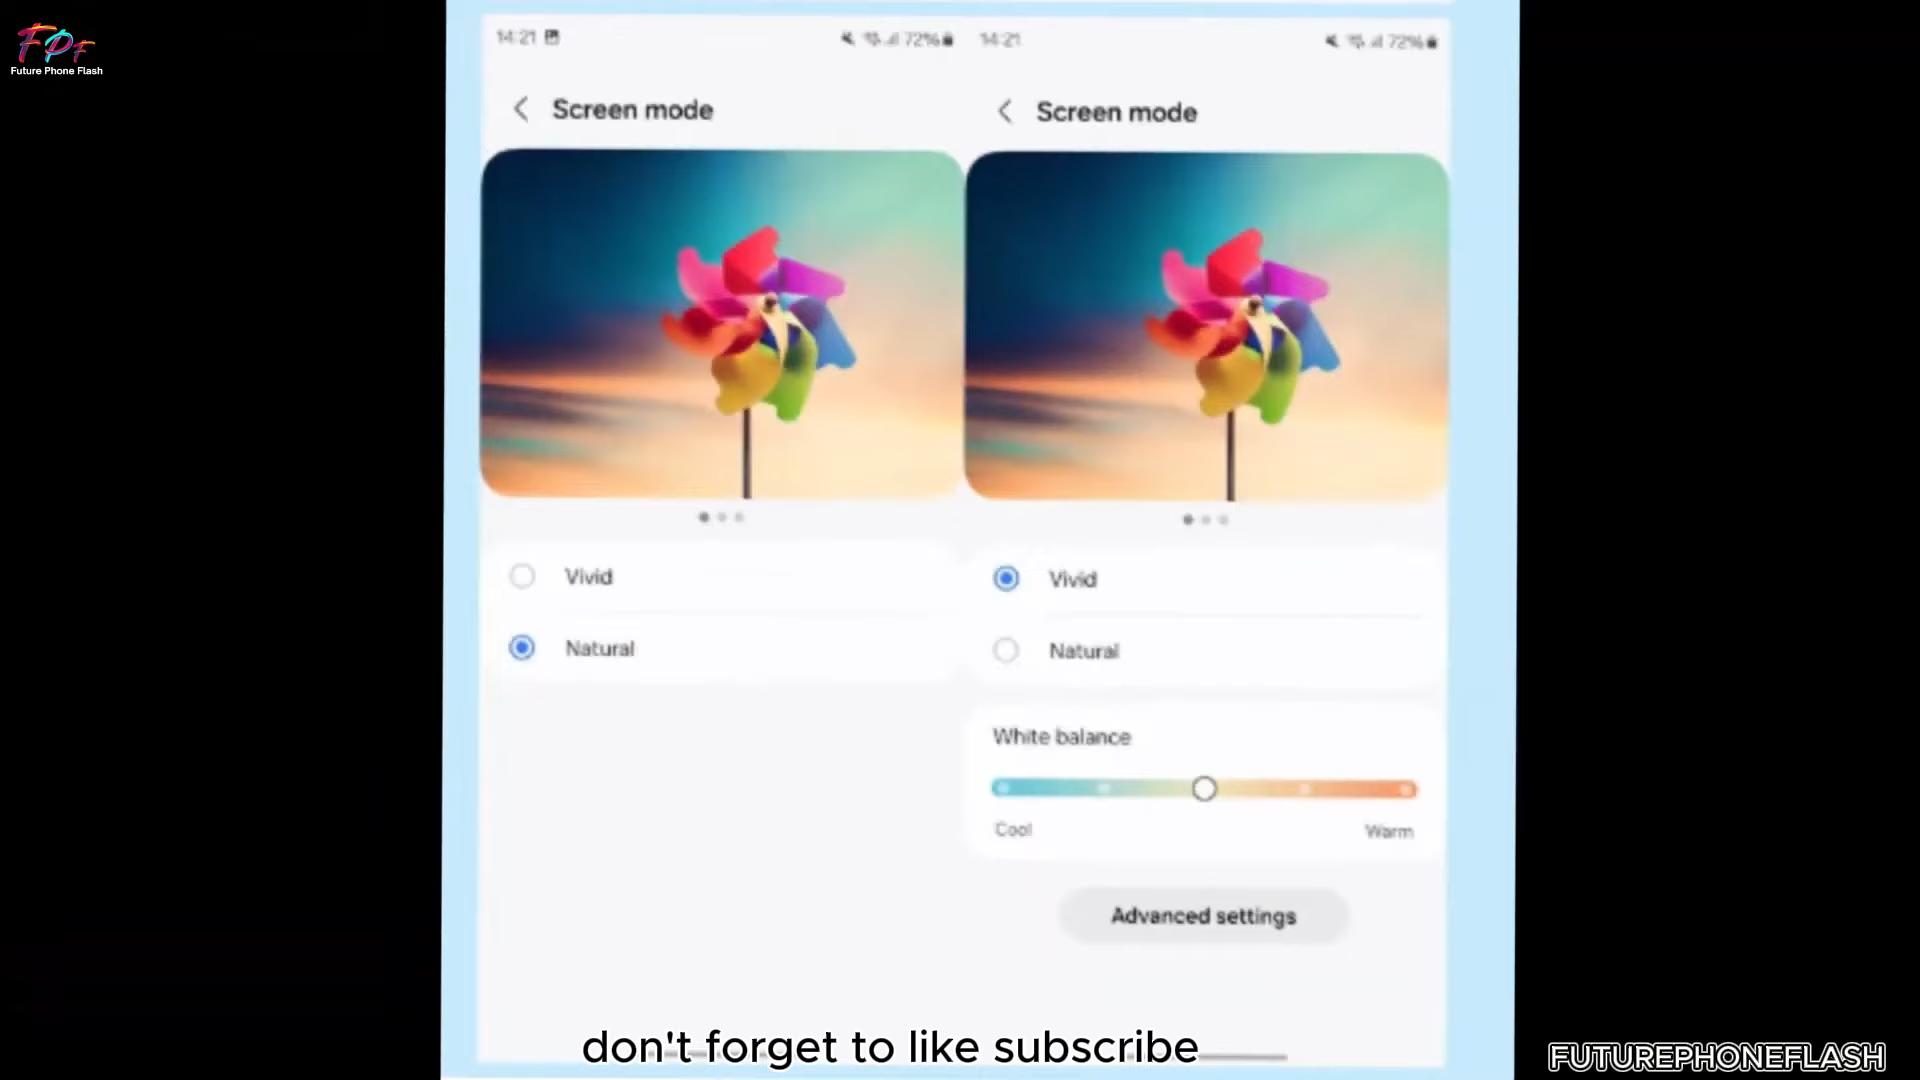 FPF
Future Phone Flash
14:21
72%
Screen mode
Vivid
Natural
14:21
72%
Screen mode
Vivid
Natural
White balance
Cool
Warm
Advanced settings
don't forget to like subscribe
FUTUREPHONEFLASH